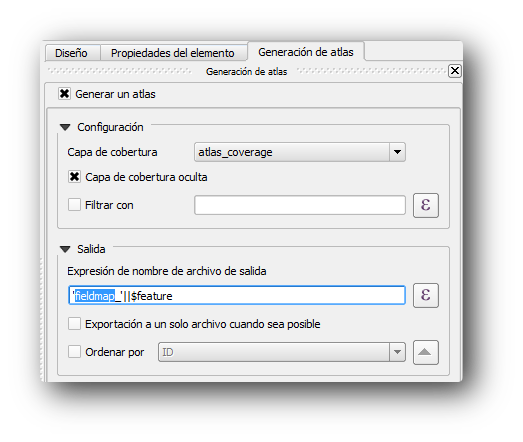 Diseño Propiedades del elemento Generación de atlas
Generación de atlas
Generar un atlas
Configuración
Capa de cobertura atlas_coverage
Capa de cobertura oculta
Filtrar con ε
Salida
Expresión de nombre de archivo de salida
'fieldmap_'||$feature ε
Exportación a un solo archivo cuando sea posible
Ordenar por ID